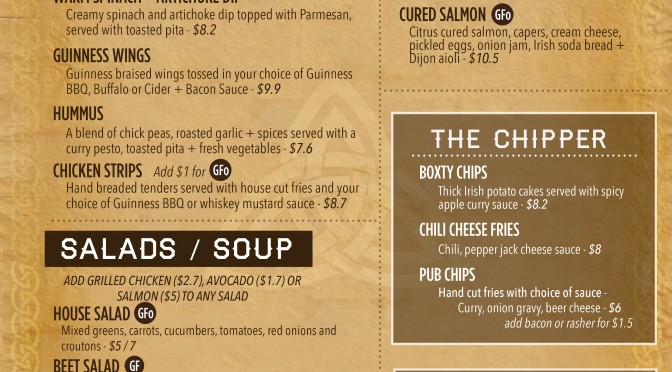 WARM SPINACH + ARTICHOKE DIP
Creamy spinach and artichoke dip topped with Parmesan,
served with toasted pita - $8.2
GUINNESS WINGS
Guinness braised wings tossed in your choice of Guinness
BBQ, Buffalo or Cider + Bacon Sauce - $9.9
HUMMUS
A blend of chick peas, roasted garlic + spices served with a
curry pesto, toasted pita + fresh vegetables - $7.6
CHICKEN STRIPS Add $1 for GFo
Hand breaded tenders served with house cut fries and your
choice of Guinness BBQ or whiskey mustard sauce - $8.7
SALADS / SOUP
ADD GRILLED CHICKEN ($2.7), AVOCADO ($1.7) OR
SALMON ($5) TO ANY SALAD
HOUSE SALAD GFo
Mixed greens, carrots, cucumbers, tomatoes, red onions and
croutons - $5 / 7
BEET SALAD GF
CURED SALMON GFo
Citrus cured salmon, capers, cream cheese,
pickled eggs, onion jam, Irish soda bread +
Dijon aioli - $10.5
THE CHIPPER
BOXTY CHIPS
Thick Irish potato cakes served with spicy
apple curry sauce - $8.2
CHILI CHEESE FRIES
Chili, pepper jack cheese sauce - $8
PUB CHIPS
Hand cut fries with choice of sauce -
Curry, onion gravy, beer cheese - $6
add bacon or rasher for $1.5